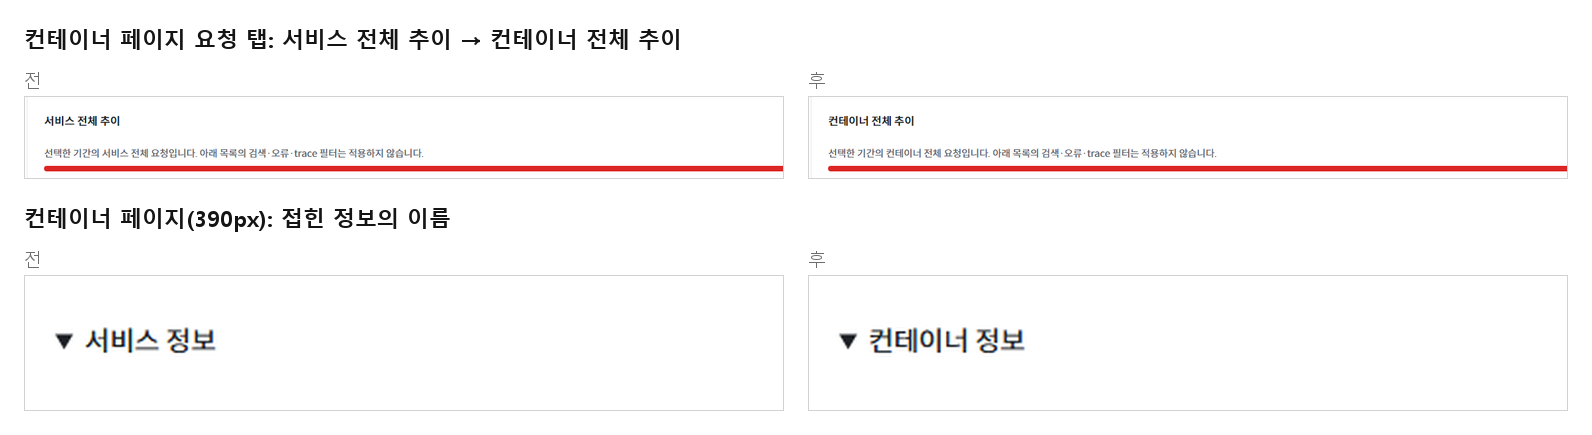 컨테이너 페이지 요청 탭: 서비스 전체 추이 → 컨테이너 전체 추이
전
후
서비스 전체 추이
컨테이너 전체 추이
선택한 기간의 서비스 전체 요청입니다. 아래 목록의 검색·오류·trace 필터는 적용하지 않습니다.
선택한 기간의 컨테이너 전체 요청입니다. 아래 목록의 검색·오류·trace 필터는 적용하지 않습니다.
컨테이너 페이지(390px): 접힌 정보의 이름
전
후
▼ 서비스 정보
▼ 컨테이너 정보